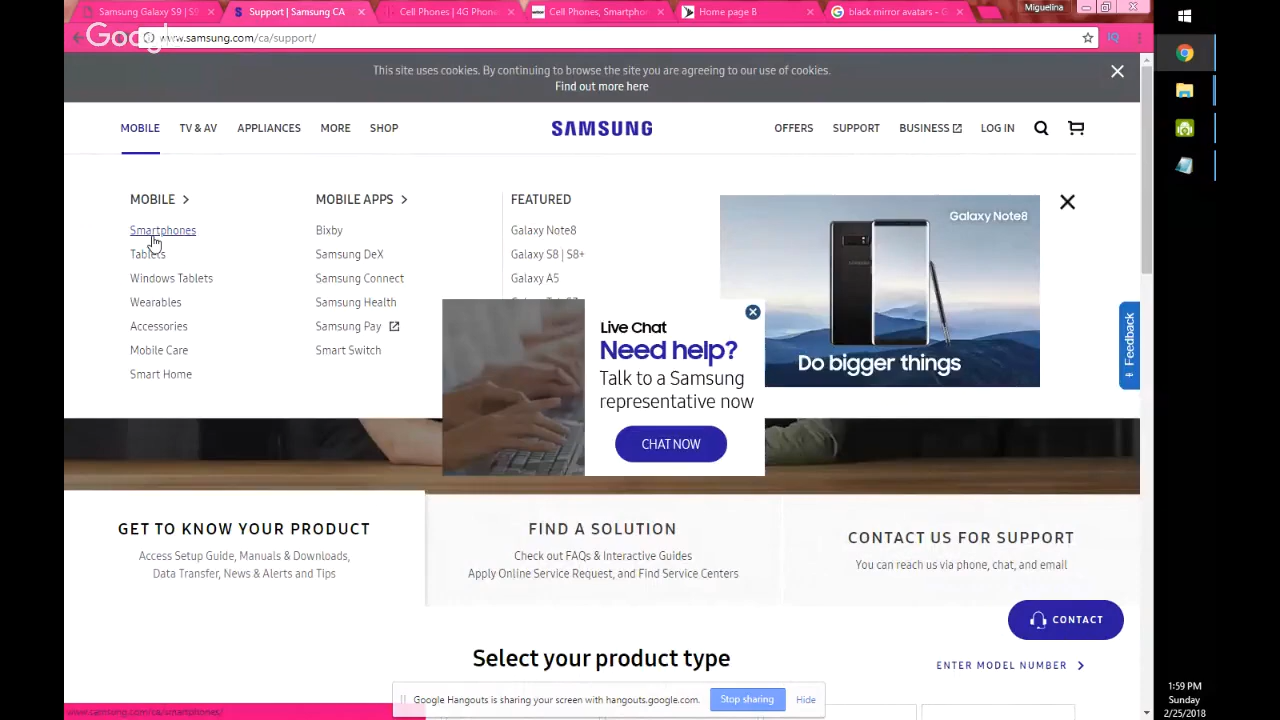 Samsung Galaxy S9 | S9
Support | Samsung CA
Cell Phones | 4G Phone
Cell Phones, Smartpho
Home page B
black mirror avatars - G
Miguelina
Google
www.samsung.com/ca/support/
This site uses cookies. By continuing to browse the site you are agreeing to our use of cookies.
Find out more here
MOBILE
TV & AV
APPLIANCES
MORE
SHOP
SAMSUNG
OFFERS
SUPPORT
BUSINESS
LOG IN
MOBILE
Smartphones
Tablets
Windows Tablets
Wearables
Accessories
Mobile Care
Smart Home
MOBILE APPS
Bixby
Samsung DeX
Samsung Connect
Samsung Health
Samsung Pay
Smart Switch
FEATURED
Galaxy Note8
Galaxy S8 | S8+
Galaxy A5
Galaxy Note8
Do bigger things
Feedback
Live Chat
Need help?
Talk to a Samsung
representative now
CHAT NOW
GET TO KNOW YOUR PRODUCT
Access Setup Guide, Manuals & Downloads,
Data Transfer, News & Alerts and Tips
FIND A SOLUTION
Check out FAQs & Interactive Guides
Apply Online Service Request, and Find Service Centers
CONTACT US FOR SUPPORT
You can reach us via phone, chat, and email
CONTACT
Select your product type
ENTER MODEL NUMBER
Google Hangouts is sharing your screen with hangouts.google.com.
Stop sharing
Hide
www.samsung.com/ca/smartphones/
1:59 PM
Sunday
2/25/2018